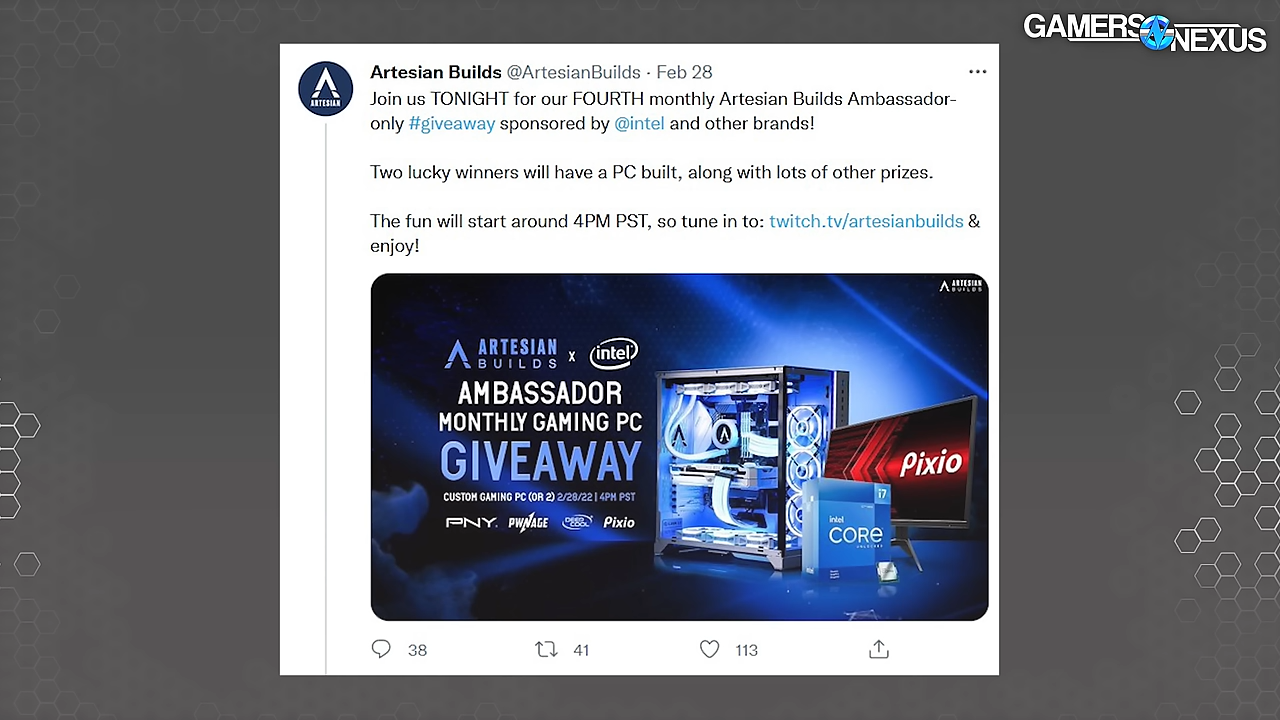 GAMERS NEXUS
Artesian Builds @ArtesianBuilds · Feb 28
ARTESIAN
Join us TONIGHT for our FOURTH monthly Artesian Builds Ambassador-
only #giveaway sponsored by @intel and other brands!
Two lucky winners will have a PC built, along with lots of other prizes.
The fun will start around 4PM PST, so tune in to: twitch.tv/artesianbuilds &
enjoy!
ARTESIAN
BUILDS
ARTESIAN
BUILDS
x intel
AMBASSADOR
MONTHLY GAMING PC
GIVEAWAY
CUSTOM GAMING PC (OR 2) 2/28/22 | 4PM PST
PNY. PWNAGE DEEPCOOL Pixio
Pixio
i7
intel
CORE
UNLOCKED
38 41 113